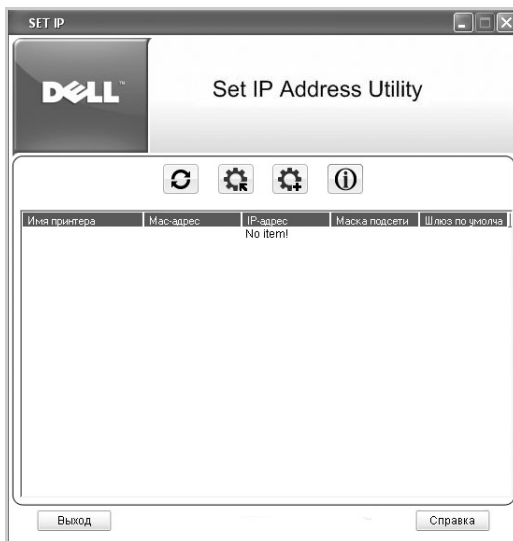 SET IP
DELL™
Set IP Address Utility
Имя принтера Mac-адрес IP-адрес Маска подсети Шлюз по умолча
No item!
Выход Справка